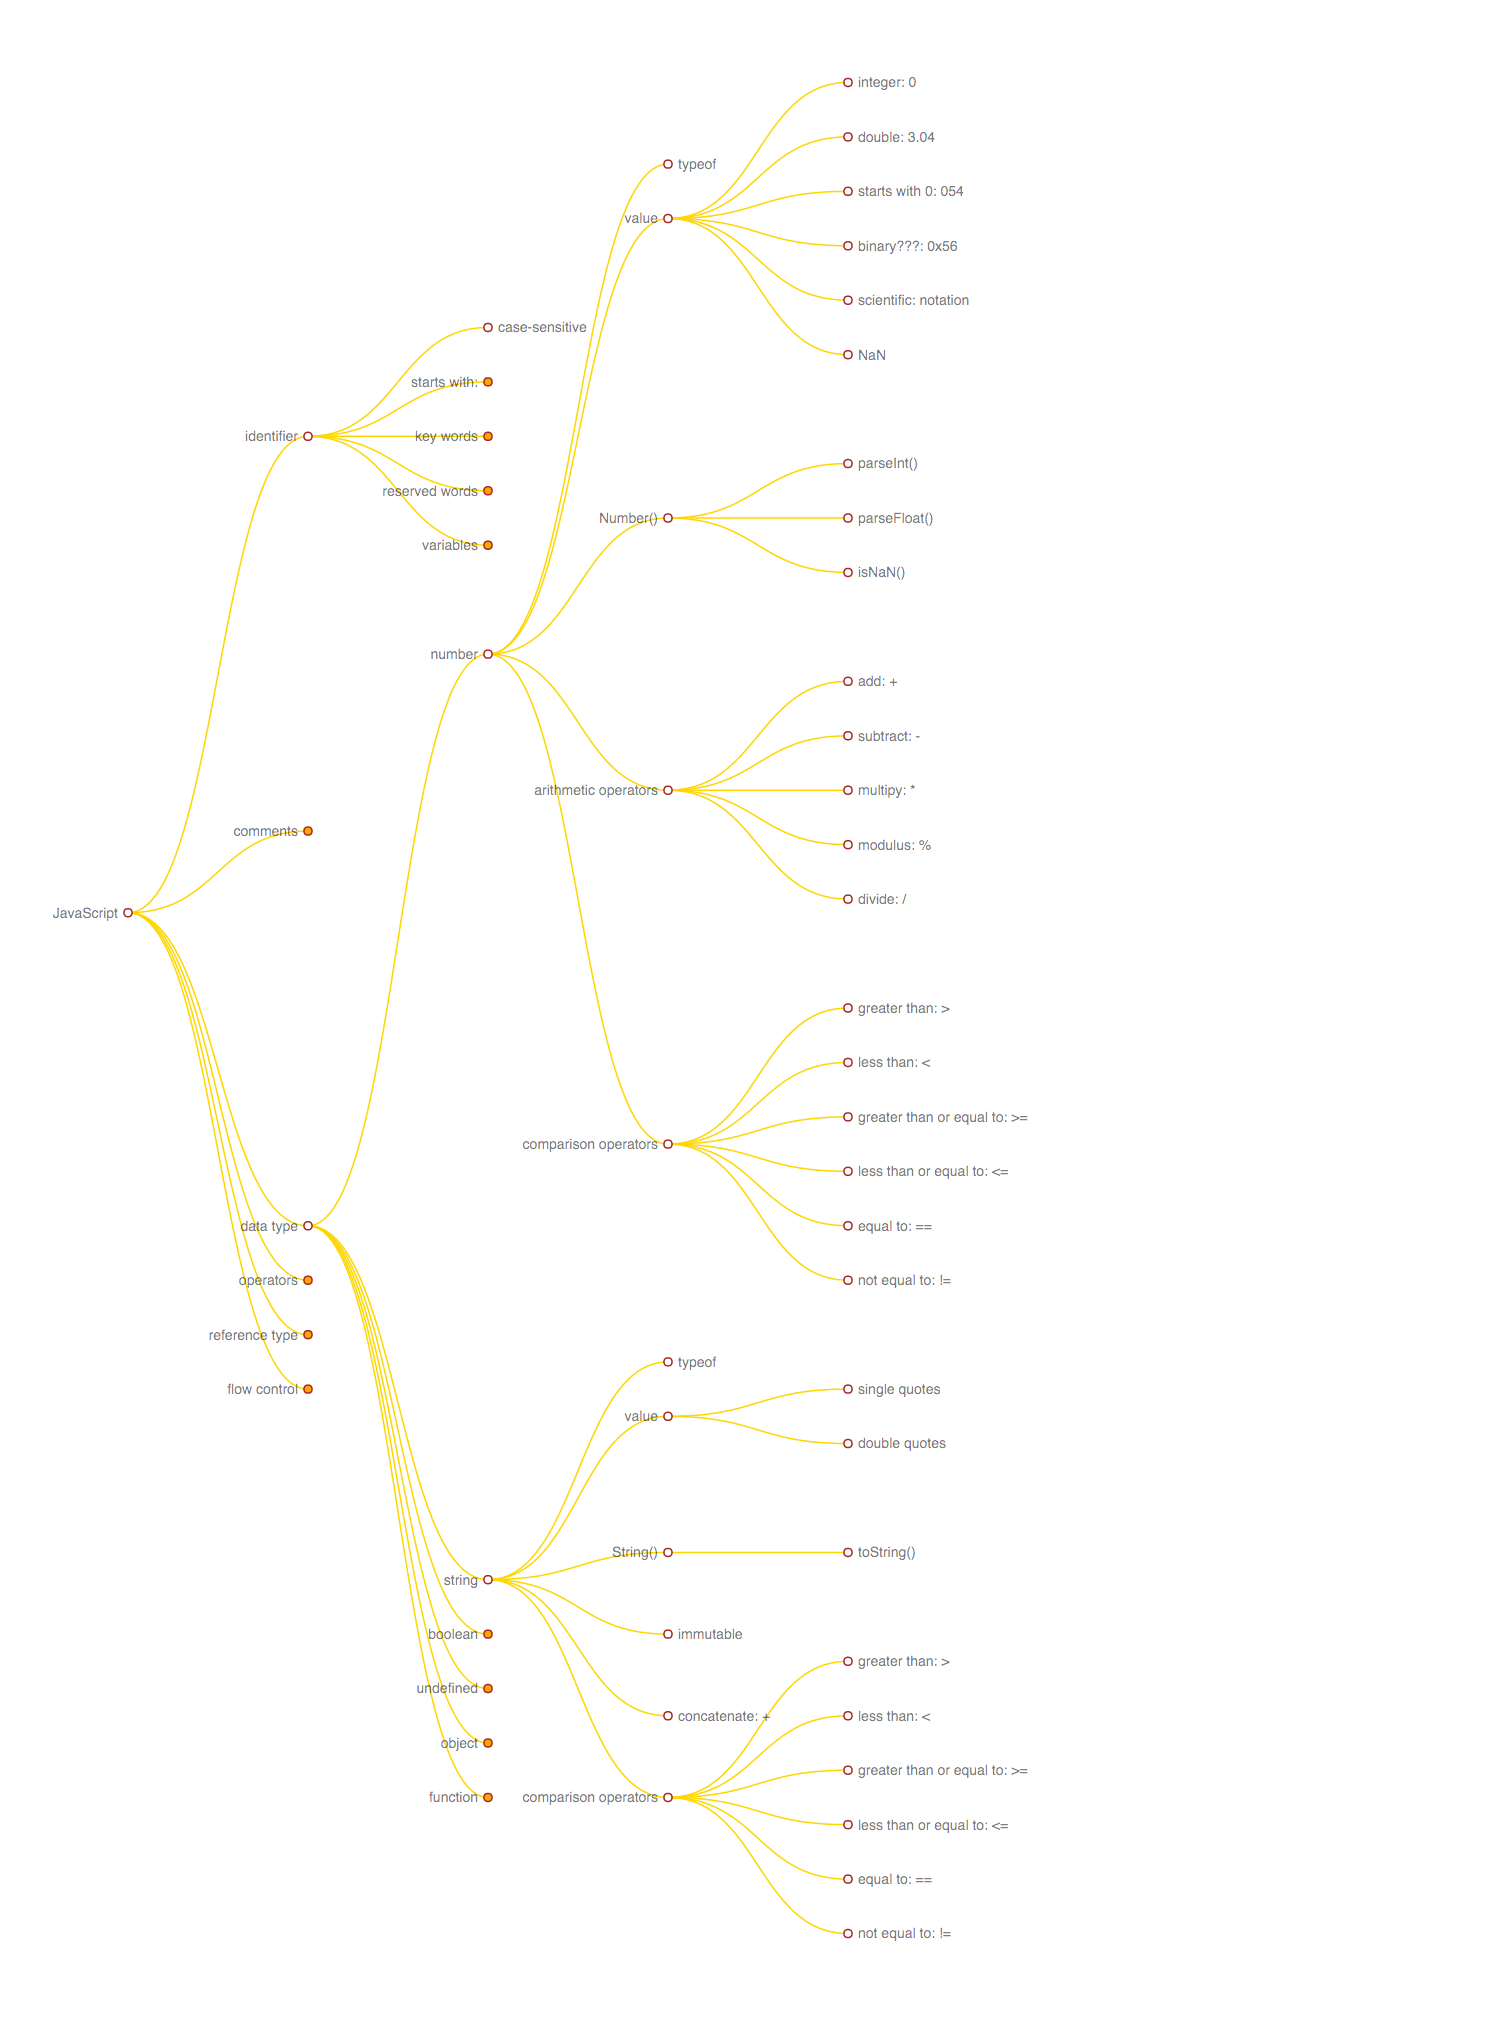 JavaScript
identifier
case-sensitive
starts with:
key words
reserved words
variables
comments
data type
number
typeof
value
integer: 0
double: 3.04
starts with 0: 054
binary???: 0x56
scientific: notation
NaN
Number()
parseInt()
parseFloat()
isNaN()
arithmetic operators
add: +
subtract: -
multipy: *
modulus: %
divide: /
comparison operators
greater than: >
less than: <
greater than or equal to: >=
less than or equal to: <=
equal to: ==
not equal to: !=
string
typeof
value
single quotes
double quotes
String()
toString()
immutable
concatenate: +
comparison operators
greater than: >
less than: <
greater than or equal to: >=
less than or equal to: <=
equal to: ==
not equal to: !=
boolean
undefined
object
function
operators
reference type
flow control